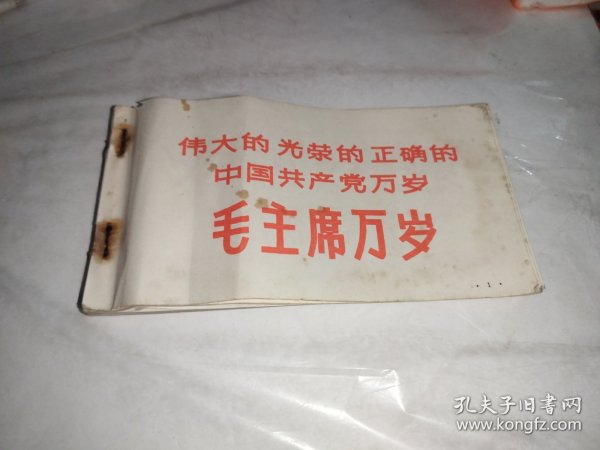 伟大的光荣的正确的
中国共产党万岁
毛主席万岁
·1·
孔夫子旧书网
www.kongfz.com